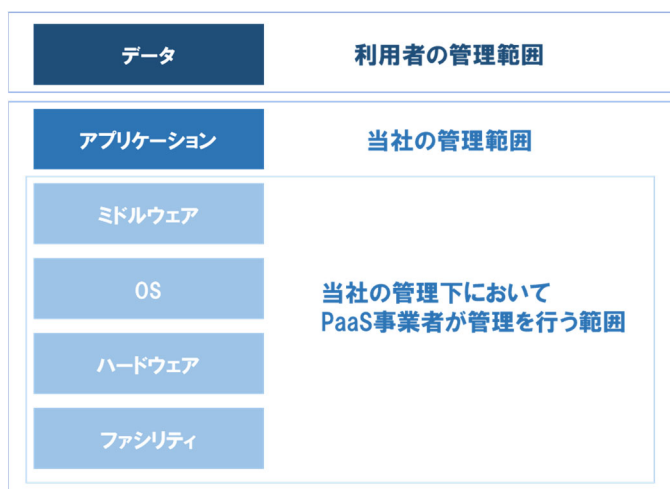 データ
利用者の管理範囲
アプリケーション
当社の管理範囲
ミドルウェア
OS
当社の管理下において
PaaS事業者が管理を行う範囲
ハードウェア
ファシリティ